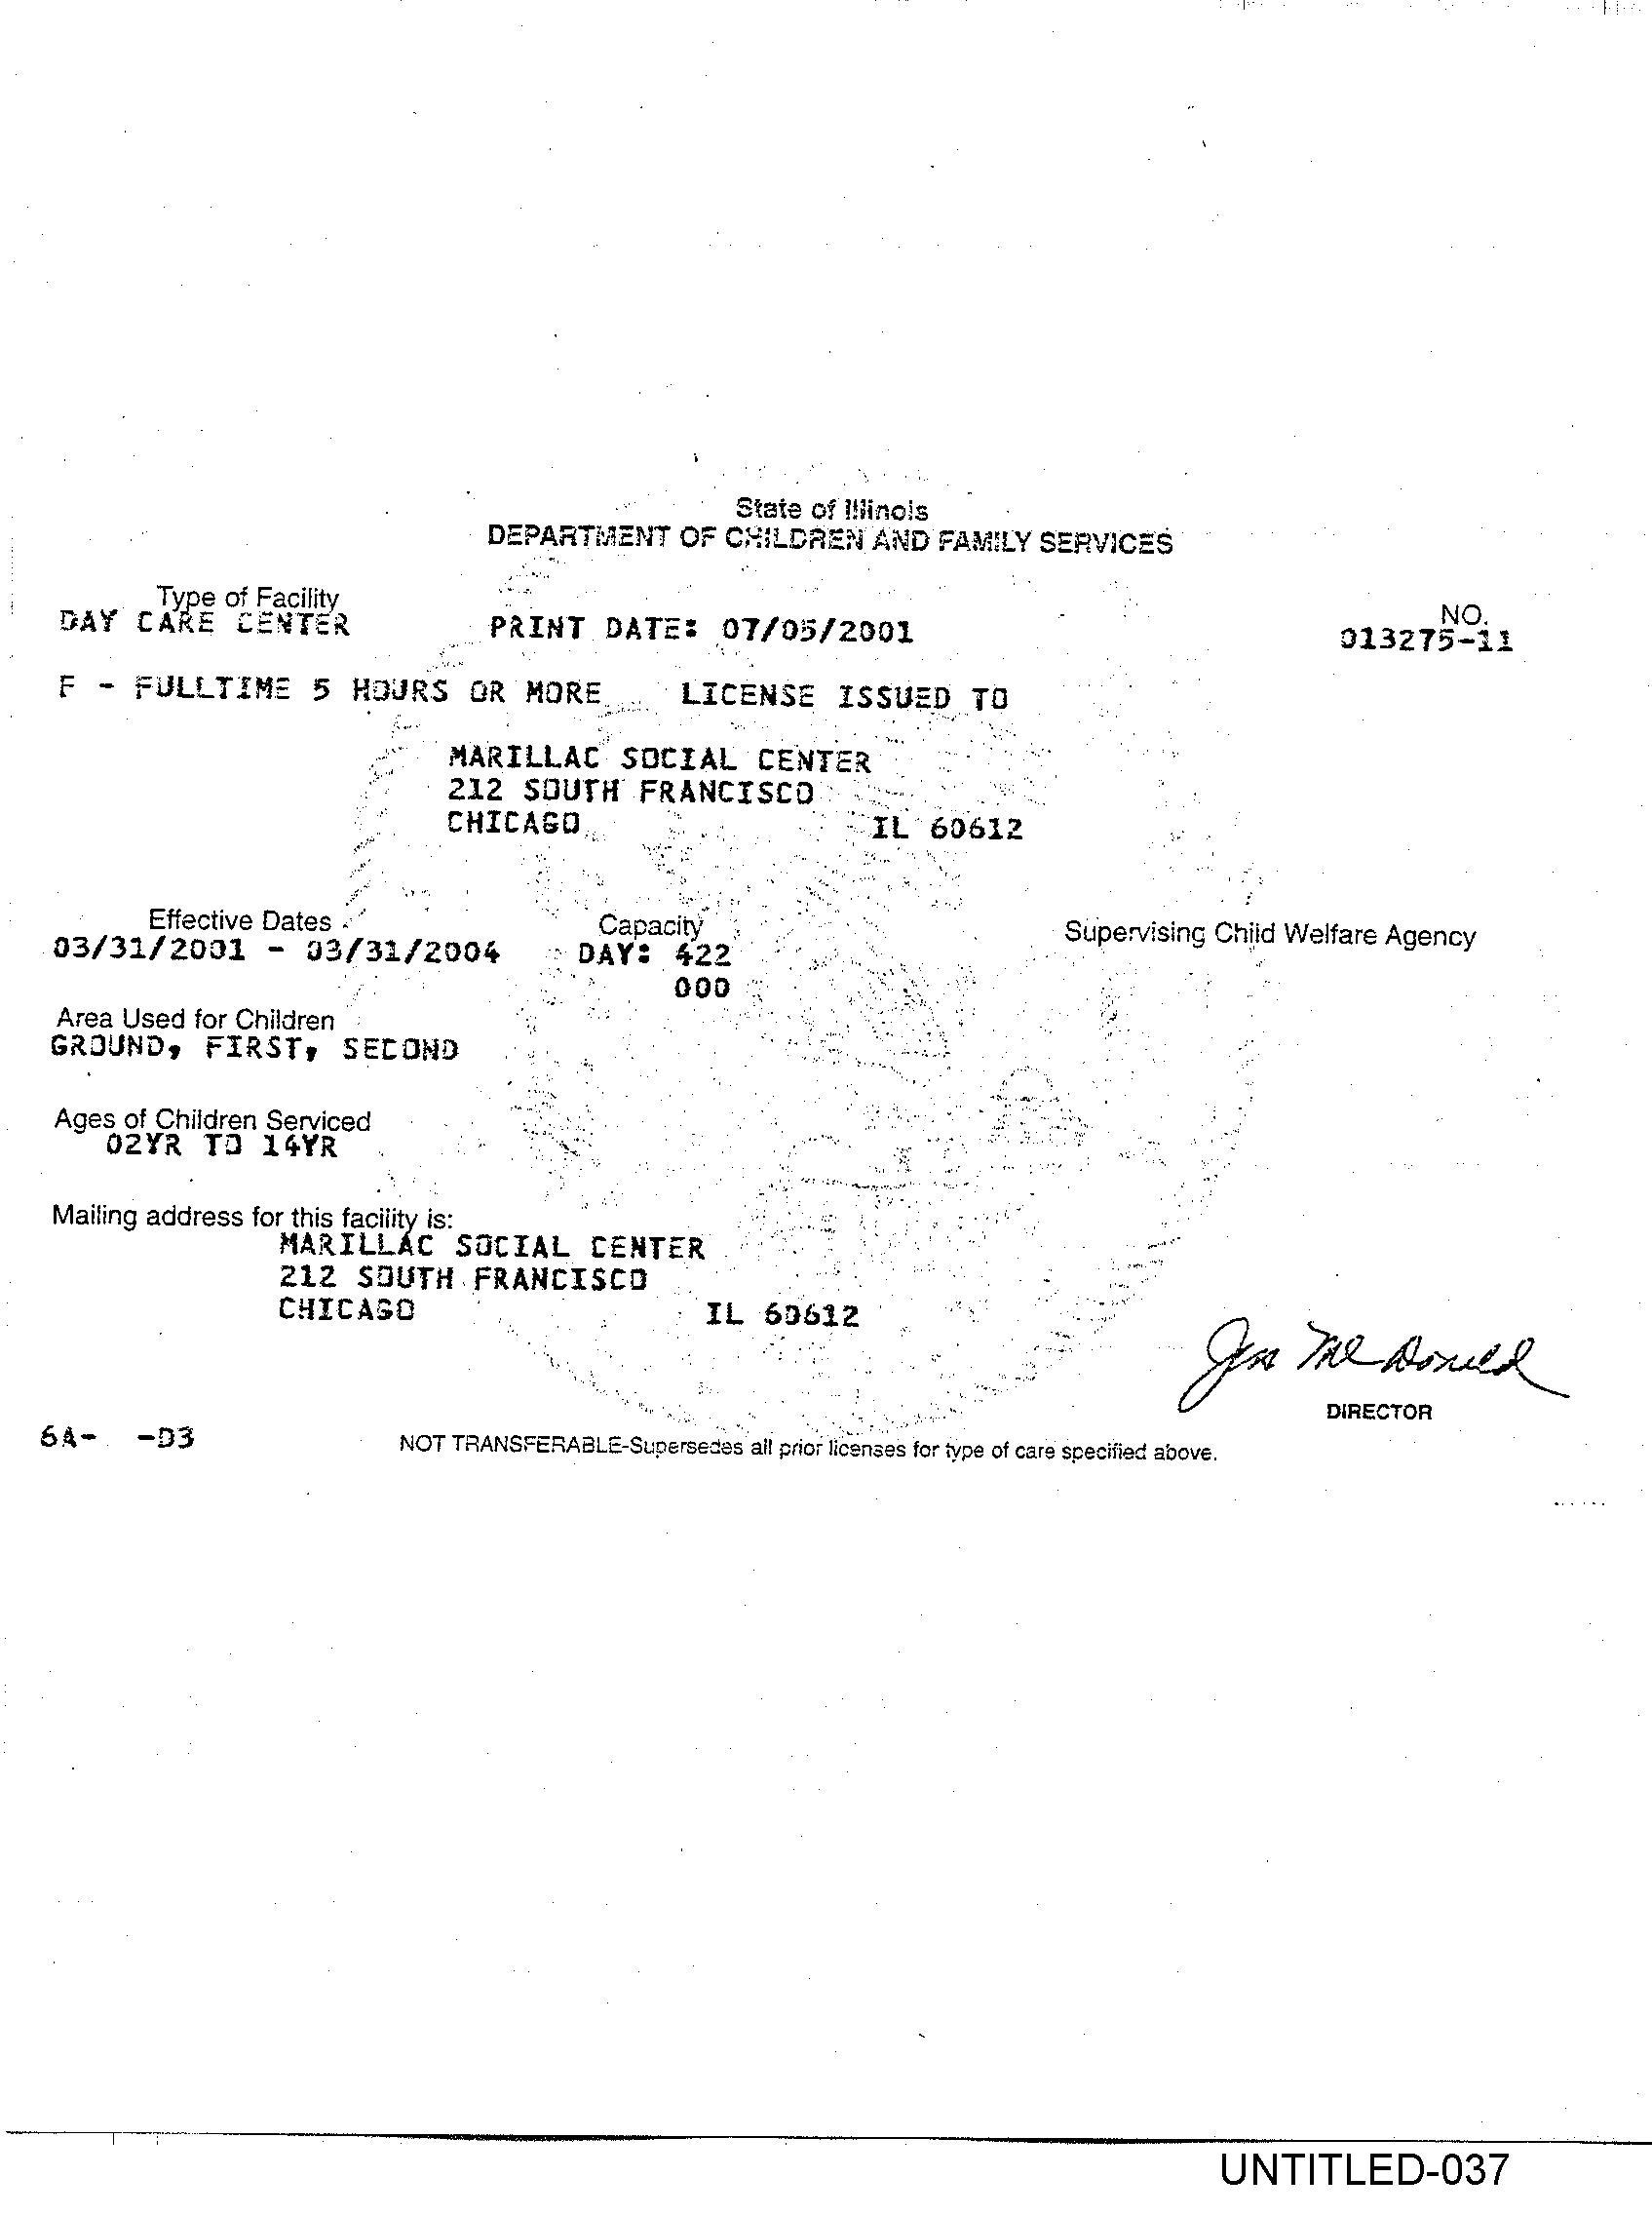 State of Illinois
DEPARTMENT OF CHILDREN AND FAMILY SERVICES
Type of Facility
DAY CARE CENTER
PRINT DATE: 07/05/2001
NO.
013275-11
F - FULLTIME 5 HOURS OR MORE LICENSE ISSUED TO
MARILLAC SOCIAL CENTER
212 SOUTH FRANCISCO
CHICAGO IL 60612
Effective Dates
03/31/2001 - 03/31/2004
Capacity
DAY: 422
000
Supervising Child Welfare Agency
Area Used for Children
GROUND, FIRST, SECOND
Ages of Children Serviced
02YR TO 14YR
Mailing address for this facility is:
MARILLAC SOCIAL CENTER
212 SOUTH FRANCISCO
CHICAGO IL 60612
Jess McDonald
DIRECTOR
6A- -D3
NOT TRANSFERABLE-Supersedes all prior licenses for type of care specified above.
UNTITLED-037